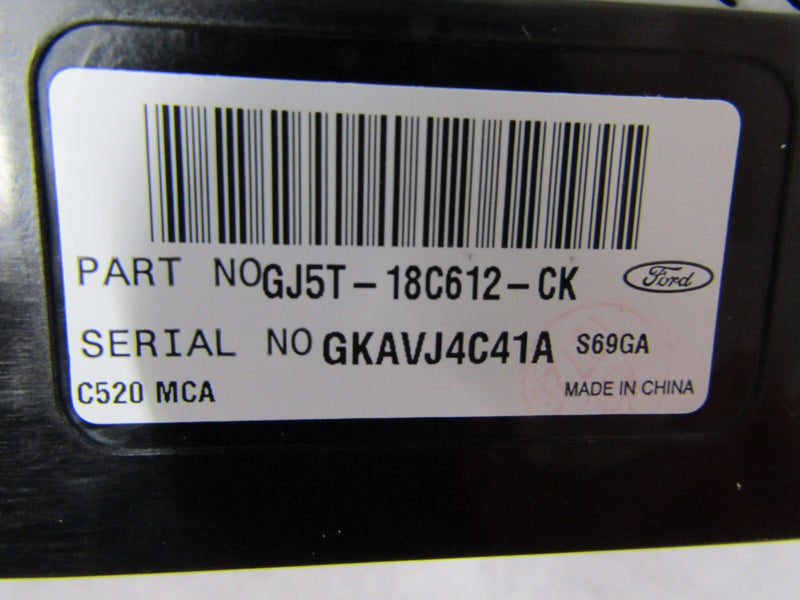 PART NO GJ5T-18C612-CK Ford
SERIAL NO GKAVJ4C41A S69GA
C520 MCA MADE IN CHINA